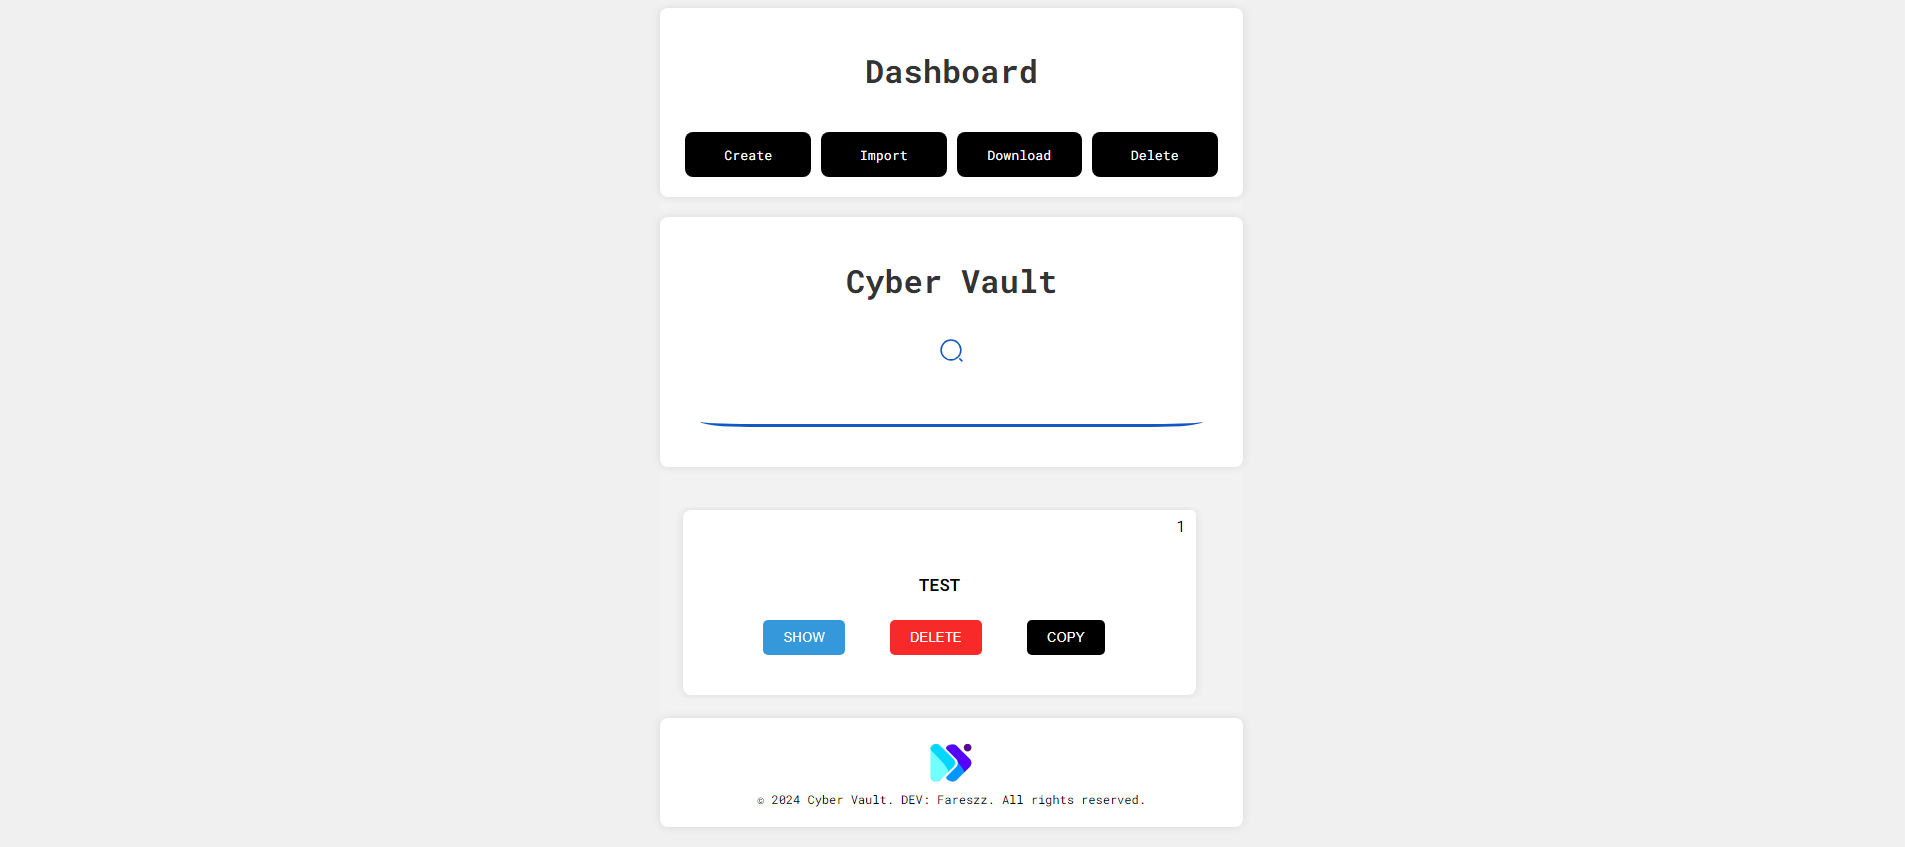 Dashboard
Create Import Download Delete
Cyber Vault
1
TEST
SHOW DELETE COPY
© 2024 Cyber Vault. DEV: Fareszz. All rights reserved.